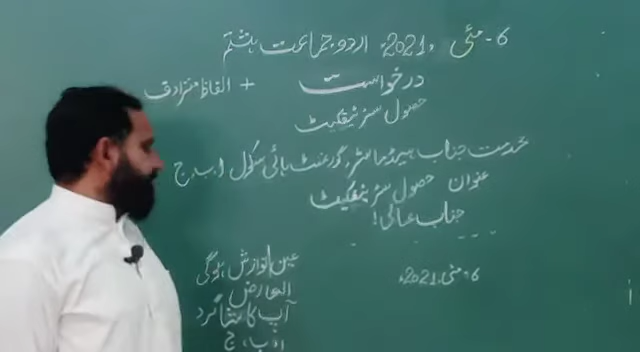 6 - مئی 2021ء اردو جماعت ہشتم
درخواست + الفاظ مترادف
حصول سرٹیفکیٹ
خدمت جناب ہیڈ ماسٹر، گورنمنٹ ہائی سکول ا۔ب۔ج
عنوان حصول سرٹیفکیٹ
جناب عالی!
عین نوازش ہوگی
6 - مئی 2021ء
العارض
آپ کا شاگرد
ا۔ب۔ج